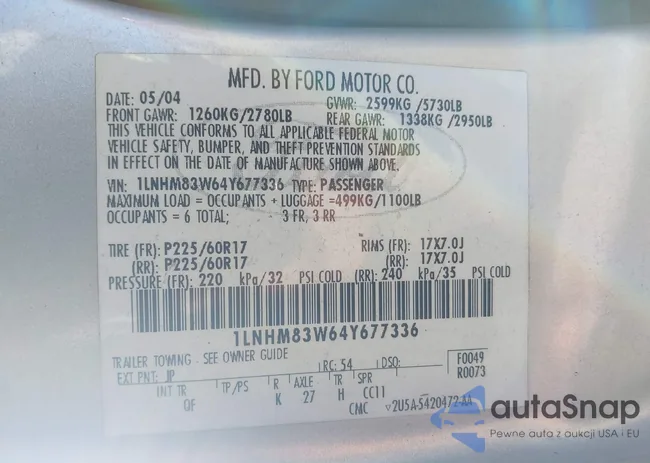 MFD. BY FORD MOTOR CO.
DATE: 05/04 GVWR: 2599KG /5730LB
FRONT GAWR: 1260KG/2780LB REAR GAWR: 1338KG /2950LB
THIS VEHICLE CONFORMS TO ALL APPLICABLE FEDERAL MOTOR
VEHICLE SAFETY, BUMPER, AND THEFT PREVENTION STANDARDS
IN EFFECT ON THE DATE OF MANUFACTURE SHOWN ABOVE.
VIN: 1LNHM83W64Y677336 TYPE: PASSENGER
MAXIMUM LOAD = OCCUPANTS + LUGGAGE =499KG/1100LB
OCCUPANTS = 6 TOTAL; 3 FR, 3 RR
TIRE (FR): P225/60R17 RIMS (FR): 17X7.0J
(RR): P225/60R17 (RR): 17X7.0J
PRESSURE (FR): 220 kPa/32 PSI COLD (RR): 240 kPa/35 PSI COLD
1LNHM83W64Y677336
TRAILER TOWING - SEE OWNER GUIDE
EXT PNT: JP RC: 54 DSO: F0049
R0073
INT TR TP/PS R AXLE TR SPR
OF K 27 H CC11
CMC v2U5A-5420472-AA
autaSnap
Pewne auta z aukcji USA i EU